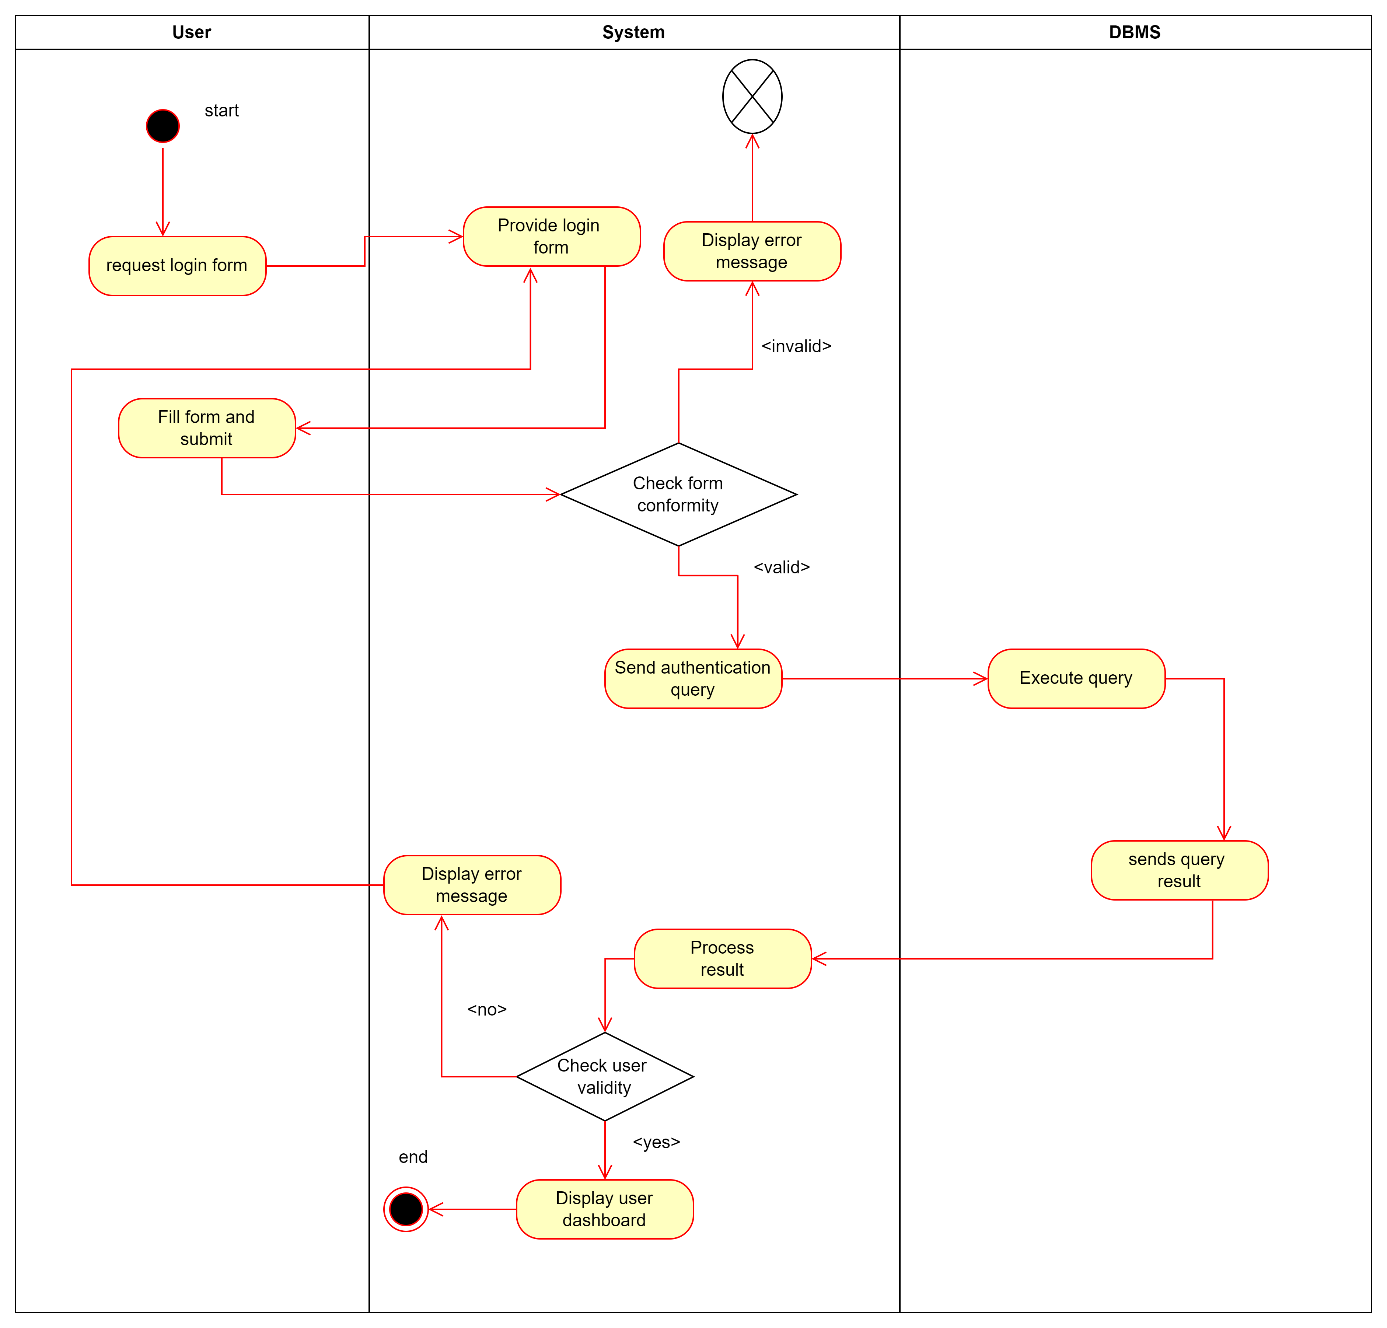 User
System
DBMS
start
request login form
Provide login
form
Display error
message
<invalid>
Fill form and
submit
Check form
conformity
<valid>
Send authentication
query
Execute query
sends query
result
Display error
message
Process
result
<no>
Check user
validity
<yes>
end
Display user
dashboard